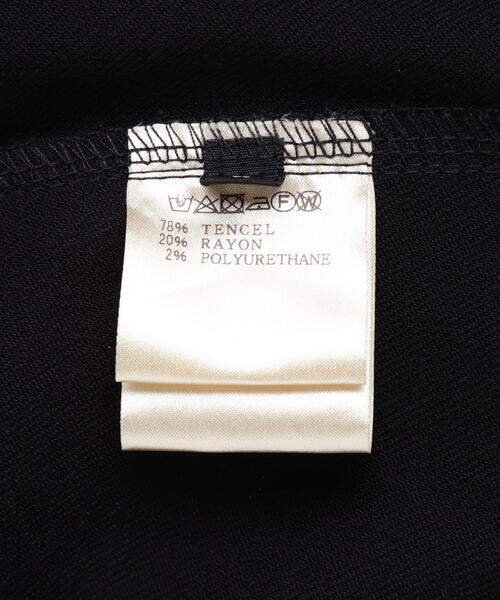 F W
78% TENCEL
20% RAYON
2% POLYURETHANE